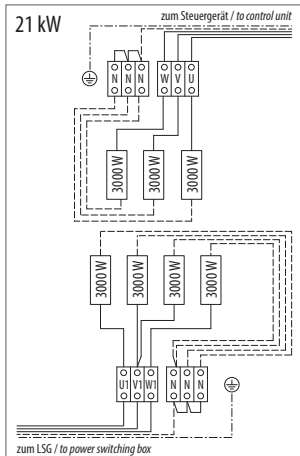 21 kW
zum Steuergerät / to control unit
N N N W V U
3000 W 3000 W 3000 W
3000 W 3000 W 3000 W 3000 W
U1 V1 W1 N N N
zum LSG / to power switching box